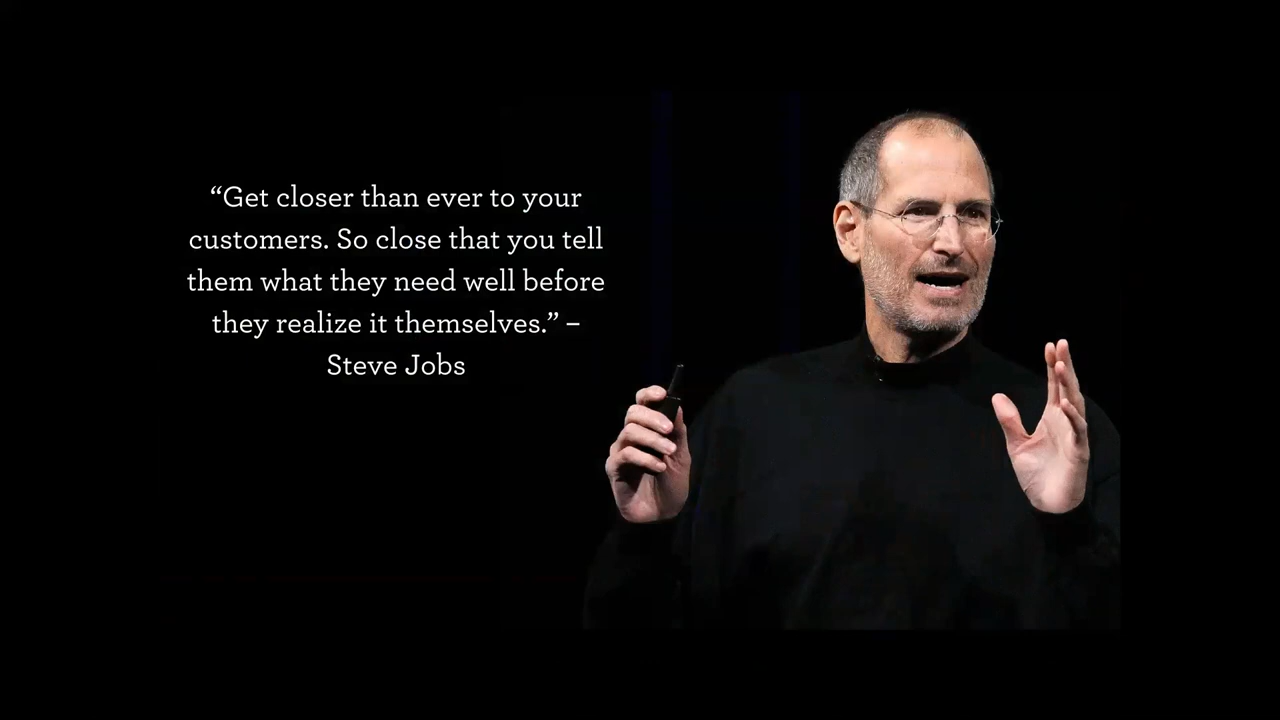 “Get closer than ever to your
customers. So close that you tell
them what they need well before
they realize it themselves.” –
Steve Jobs